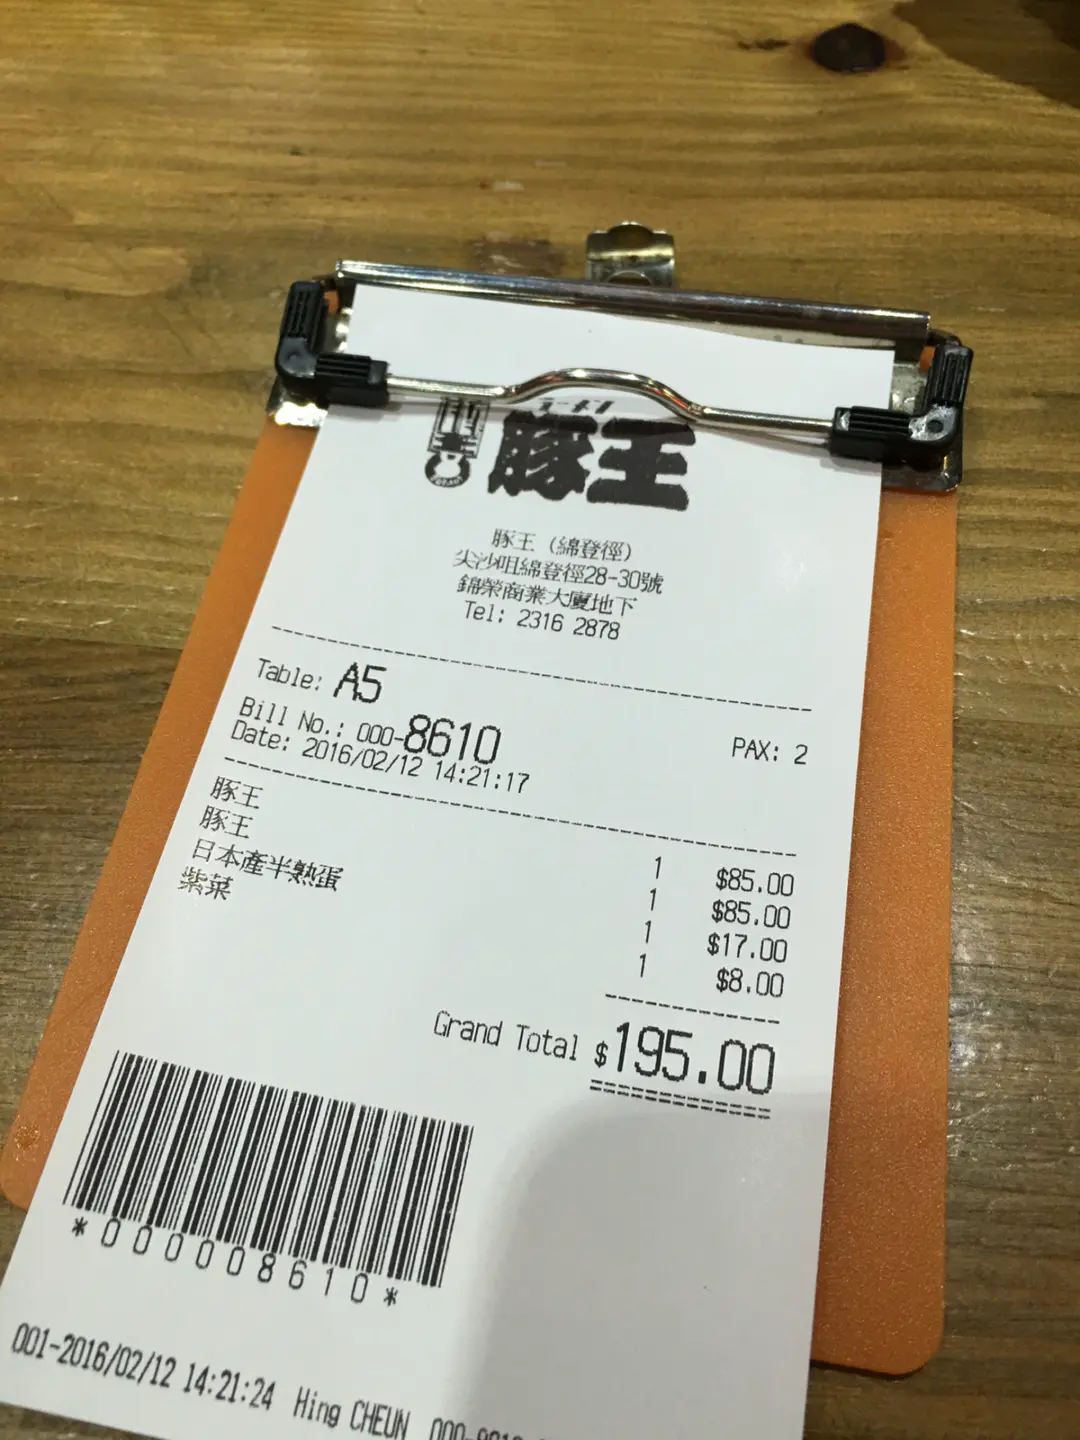 ラーメン
豚王
豚王 (綿登徑)
尖沙咀綿登徑28-30號
錦榮商業大廈地下
Tel: 2316 2878
Table: A5
Bill No.: 000-8610 PAX: 2
Date: 2016/02/12 14:21:17
豚王 1 $85.00
豚王 1 $85.00
日本產半熟蛋 1 $17.00
紫菜 1 $8.00
Grand Total $195.00
*000008610*
001-2016/02/12 14:21:24 Hing CHEUN